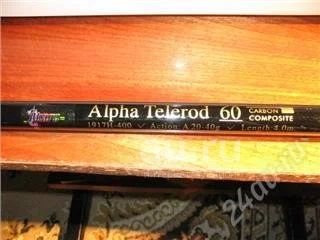 Alpha Telerod 60 CARBON COMPOSITE
1917H-400 ✓ Action A 20-40g ✓ Length 4.0m